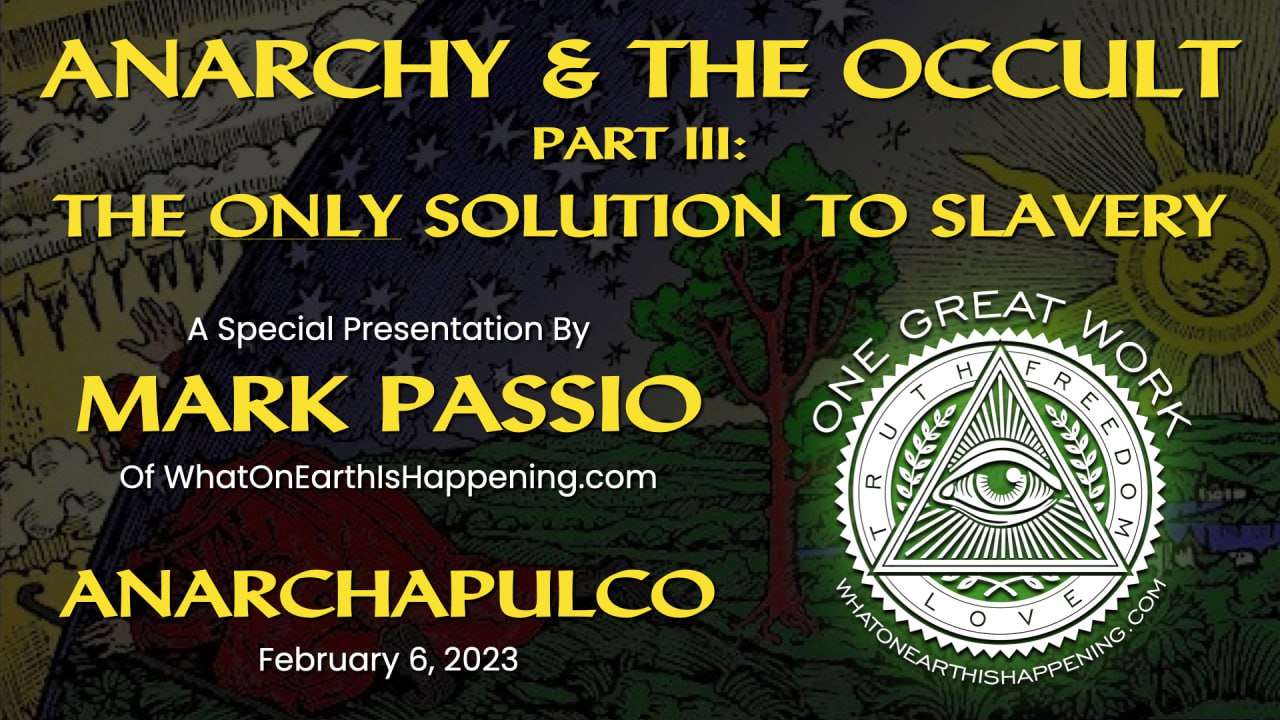 ANARCHY & THE OCCULT
PART III:
THE ONLY SOLUTION TO SLAVERY
A Special Presentation By
MARK PASSIO
Of WhatOnEarthIsHappening.com
ANARCHAPULCO
February 6, 2023
ONE GREAT WORK
TRUTH
FREEDOM
LOVE
WHATONEARTHISHAPPENING.COM